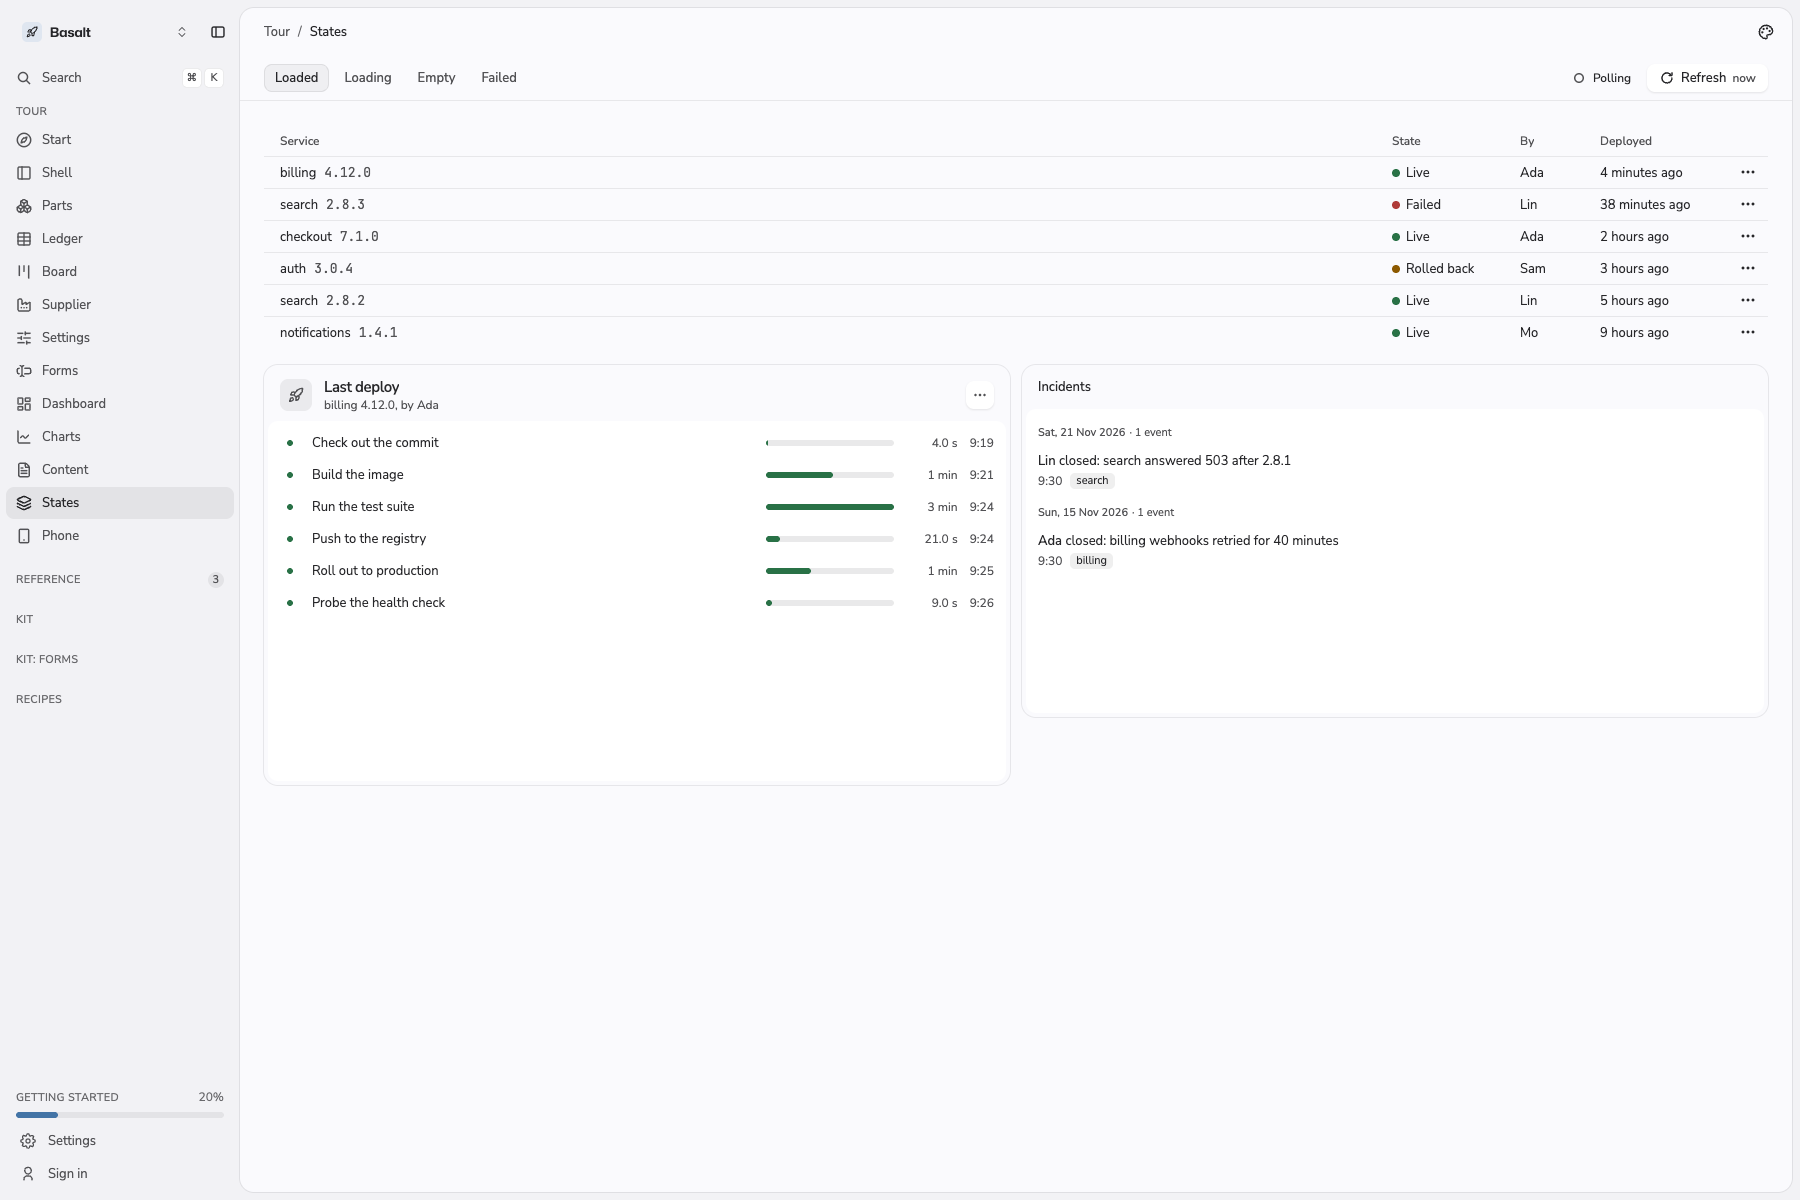 Basalt
Search ⌘ K
TOUR
Start
Shell
Parts
Ledger
Board
Supplier
Settings
Forms
Dashboard
Charts
Content
States
Phone
REFERENCE 3
KIT
KIT: FORMS
RECIPES
GETTING STARTED 20%
Settings
Sign in
Tour / States
Loaded Loading Empty Failed Polling Refresh now
Service State By Deployed
billing 4.12.0 Live Ada 4 minutes ago
search 2.8.3 Failed Lin 38 minutes ago
checkout 7.1.0 Live Ada 2 hours ago
auth 3.0.4 Rolled back Sam 3 hours ago
search 2.8.2 Live Lin 5 hours ago
notifications 1.4.1 Live Mo 9 hours ago
Last deploy
billing 4.12.0, by Ada
Check out the commit 4.0 s 9:19
Build the image 1 min 9:21
Run the test suite 3 min 9:24
Push to the registry 21.0 s 9:24
Roll out to production 1 min 9:25
Probe the health check 9.0 s 9:26
Incidents
Sat, 21 Nov 2026 · 1 event
Lin closed: search answered 503 after 2.8.1
9:30 search
Sun, 15 Nov 2026 · 1 event
Ada closed: billing webhooks retried for 40 minutes
9:30 billing